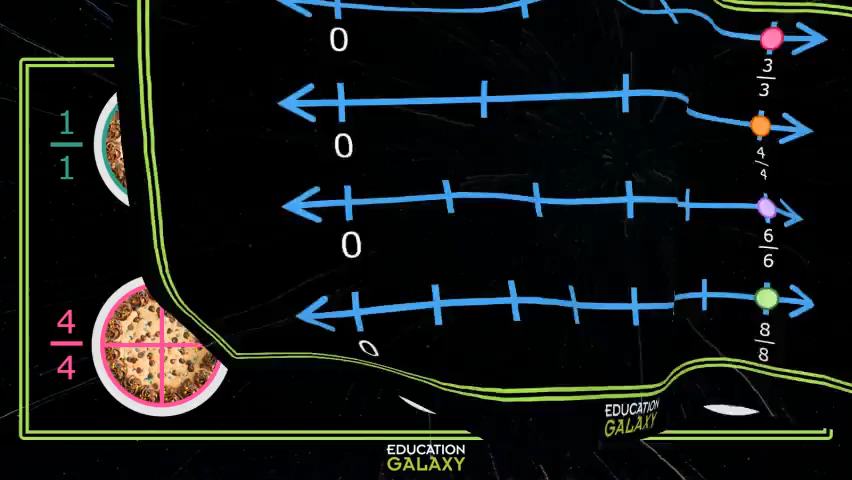 0
3/3
1/1
0
4/4
0
6/6
4/4
0
8/8
EDUCATION
GALAXY
EDUCATION
GALAXY